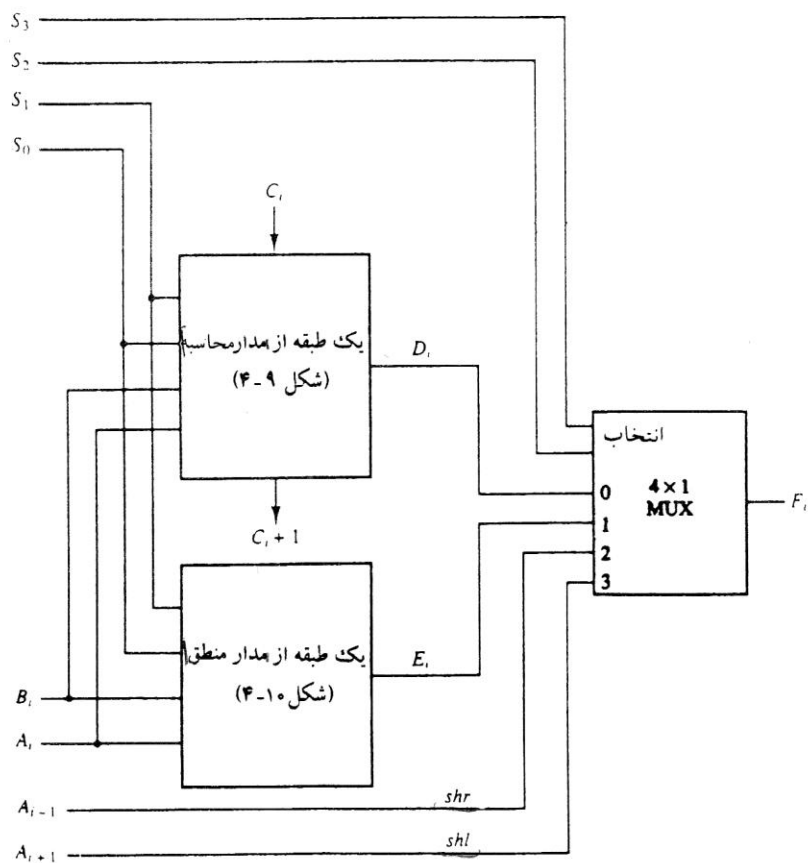 S₃
S₂
S₁
S₀
Cᵢ
یک طبقه از مدار محاسبه
(شکل ۹-۴)
Dᵢ
انتخاب
4 × 1
MUX
0
1
2
3
Fᵢ
Cᵢ + 1
یک طبقه از مدار منطق
(شکل ۱۰-۴)
Eᵢ
Bᵢ
Aᵢ
Aᵢ₋₁
shr
Aᵢ₊₁
shl